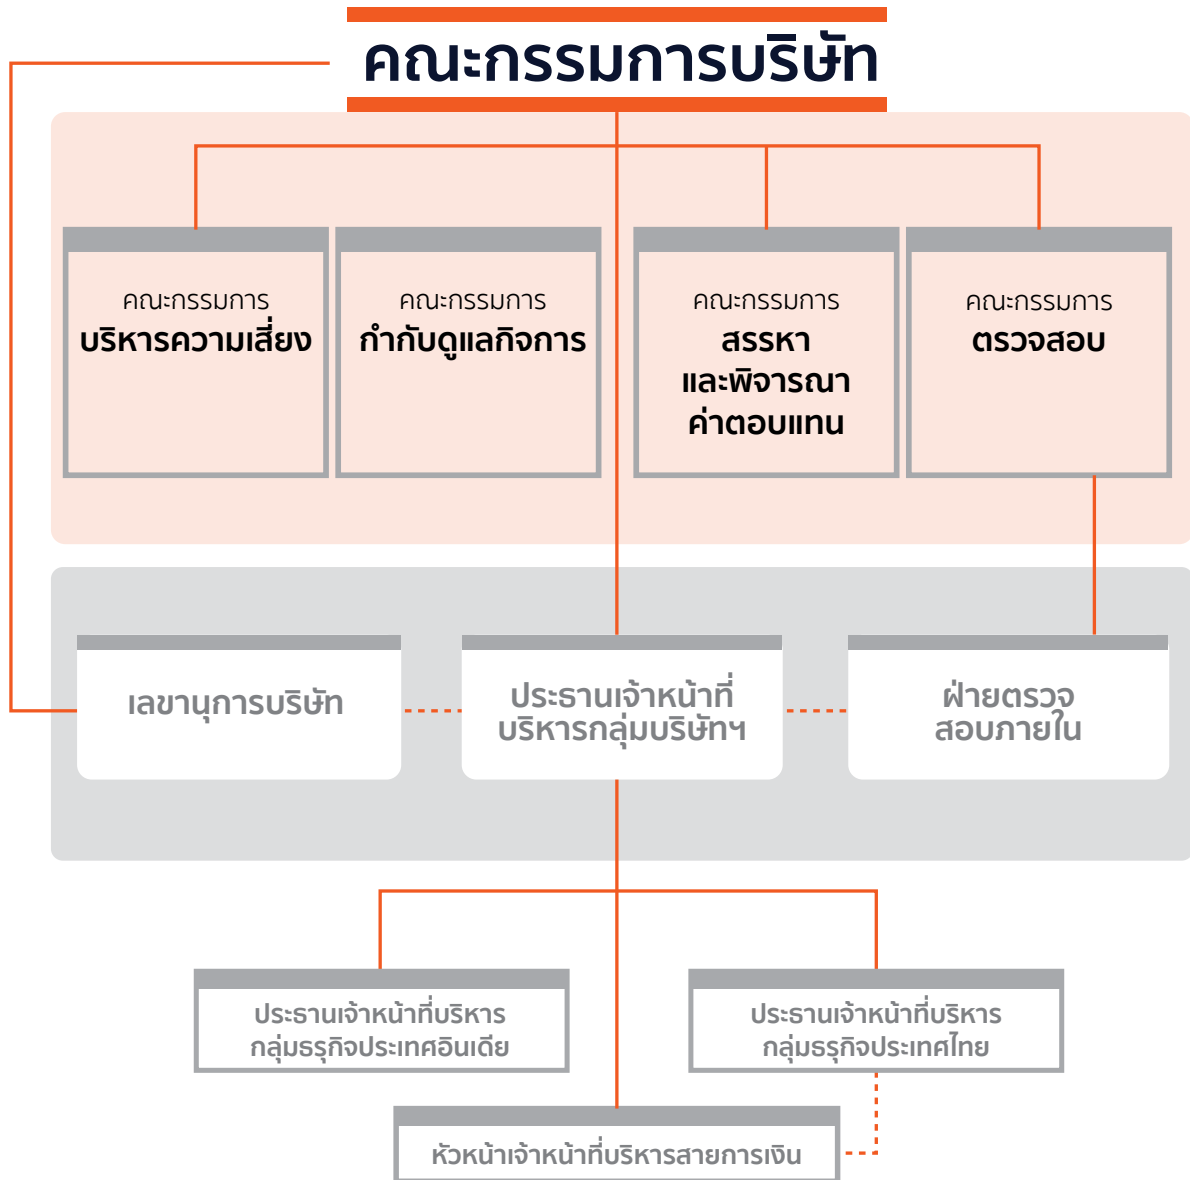 คณะกรรมการบริษัท
คณะกรรมการ
บริหารความเสี่ยง
คณะกรรมการ
กำกับดูแลกิจการ
คณะกรรมการ
สรรหา
และพิจารณา
ค่าตอบแทน
คณะกรรมการ
ตรวจสอบ
เลขานุการบริษัท
ประธานเจ้าหน้าที่
บริหารกลุ่มบริษัทฯ
ฝ่ายตรวจ
สอบภายใน
ประธานเจ้าหน้าที่บริหาร
กลุ่มธรุกิจประเทศอินเดีย
ประธานเจ้าหน้าที่บริหาร
กลุ่มธรุกิจประเทศไทย
หัวหน้าเจ้าหน้าที่บริหารสายการเงิน